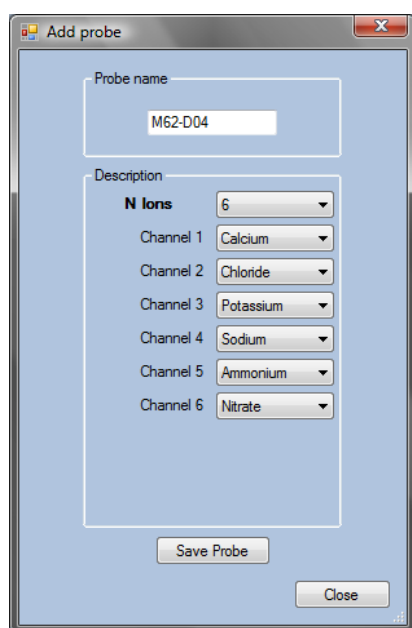 Add probe
Probe name
M62-D04
Description
N Ions 6
Channel 1 Calcium
Channel 2 Chloride
Channel 3 Potassium
Channel 4 Sodium
Channel 5 Ammonium
Channel 6 Nitrate
Save Probe
Close